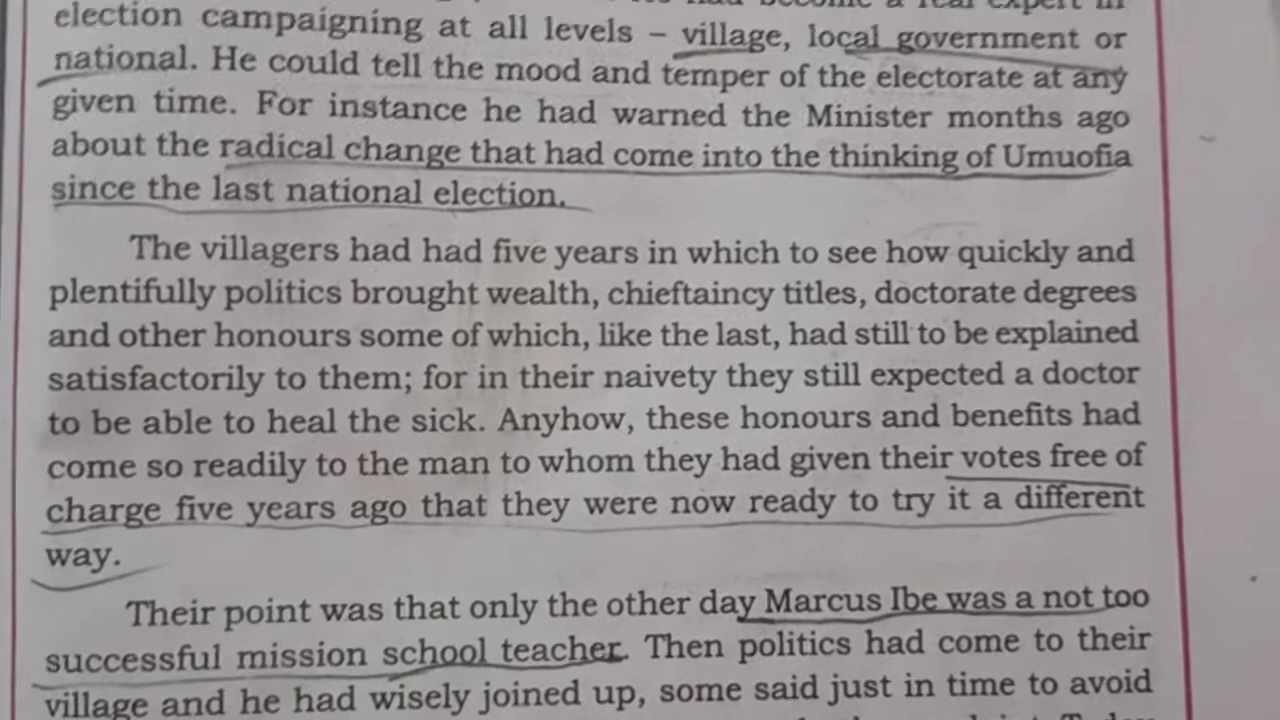 become a real expert in
election campaigning at all levels – village, local government or
national. He could tell the mood and temper of the electorate at any
given time. For instance he had warned the Minister months ago
about the radical change that had come into the thinking of Umuofia
since the last national election.
The villagers had had five years in which to see how quickly and
plentifully politics brought wealth, chieftaincy titles, doctorate degrees
and other honours some of which, like the last, had still to be explained
satisfactorily to them; for in their naivety they still expected a doctor
to be able to heal the sick. Anyhow, these honours and benefits had
come so readily to the man to whom they had given their votes free of
charge five years ago that they were now ready to try it a different
way.
Their point was that only the other day Marcus Ibe was a not too
successful mission school teacher. Then politics had come to their
village and he had wisely joined up, some said just in time to avoid